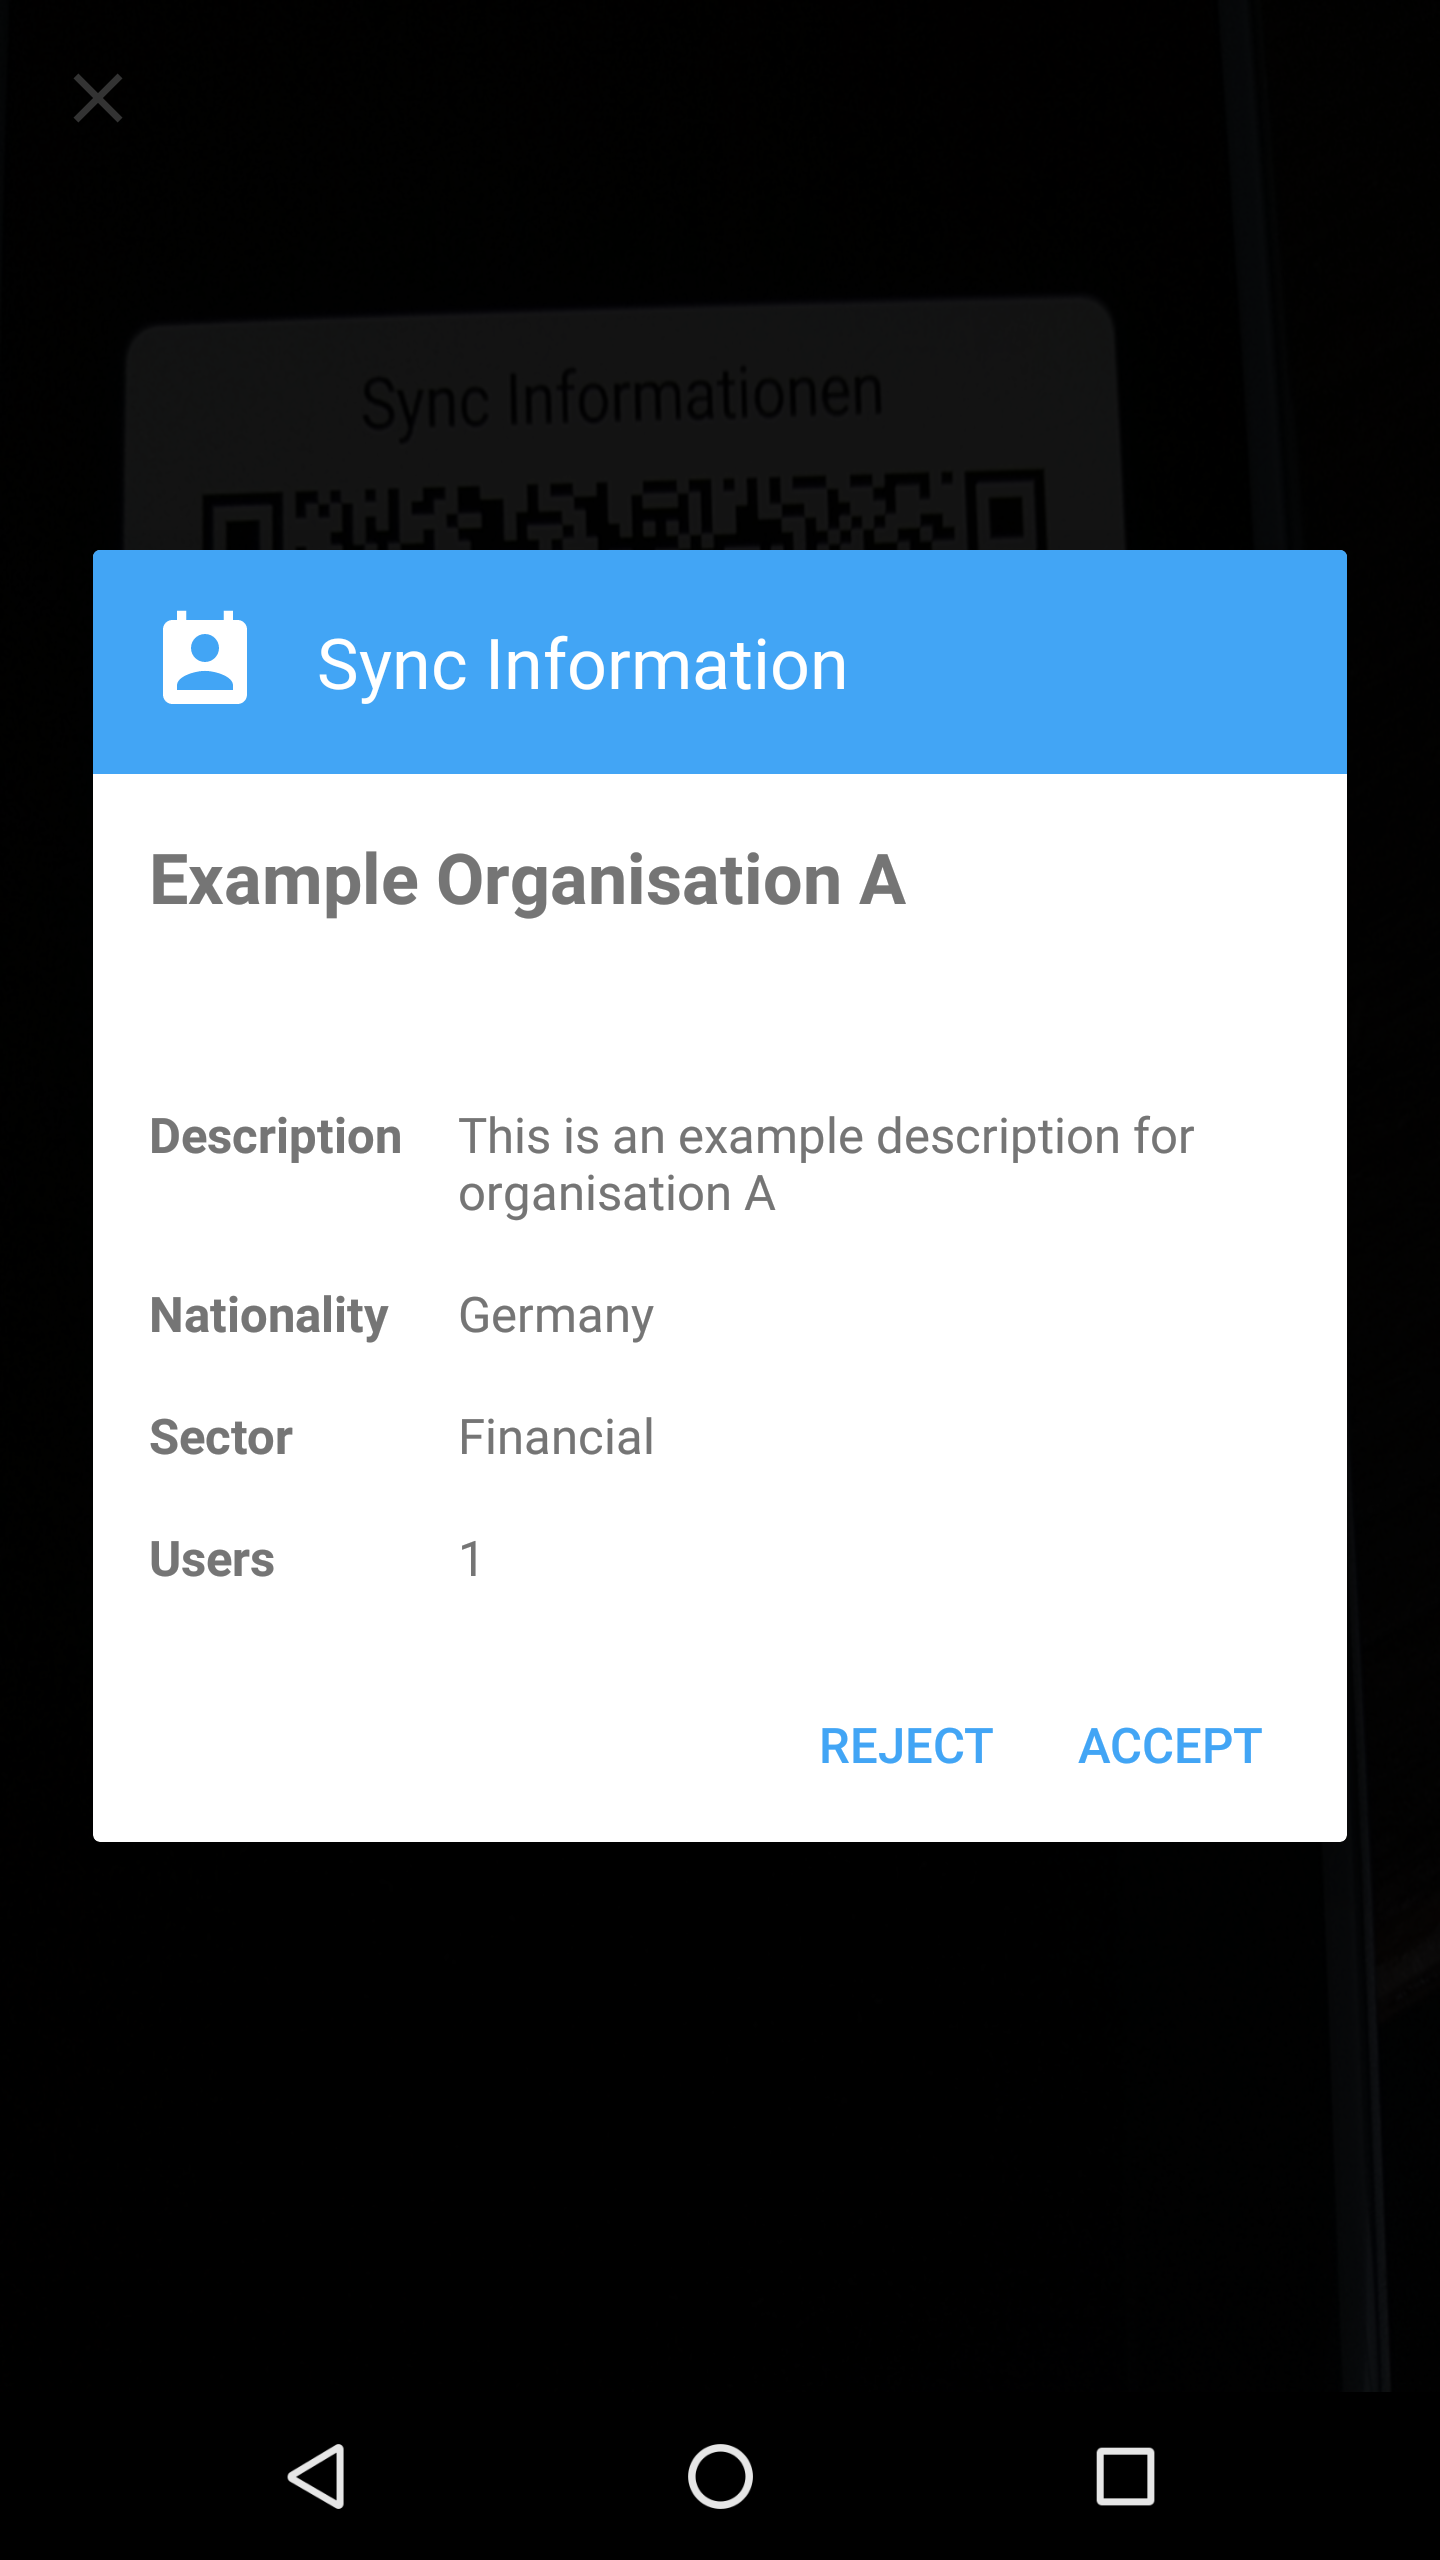 Sync Informationen
Sync Information
Example Organisation A
Description This is an example description for
organisation A
Nationality Germany
Sector Financial
Users 1
REJECT ACCEPT